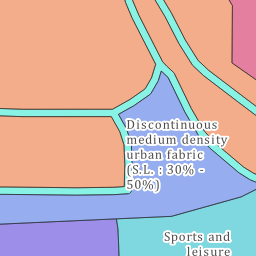 Discontinuous
medium density
urban fabric
(S.L. : 30% -
50%)
Sports and
leisure